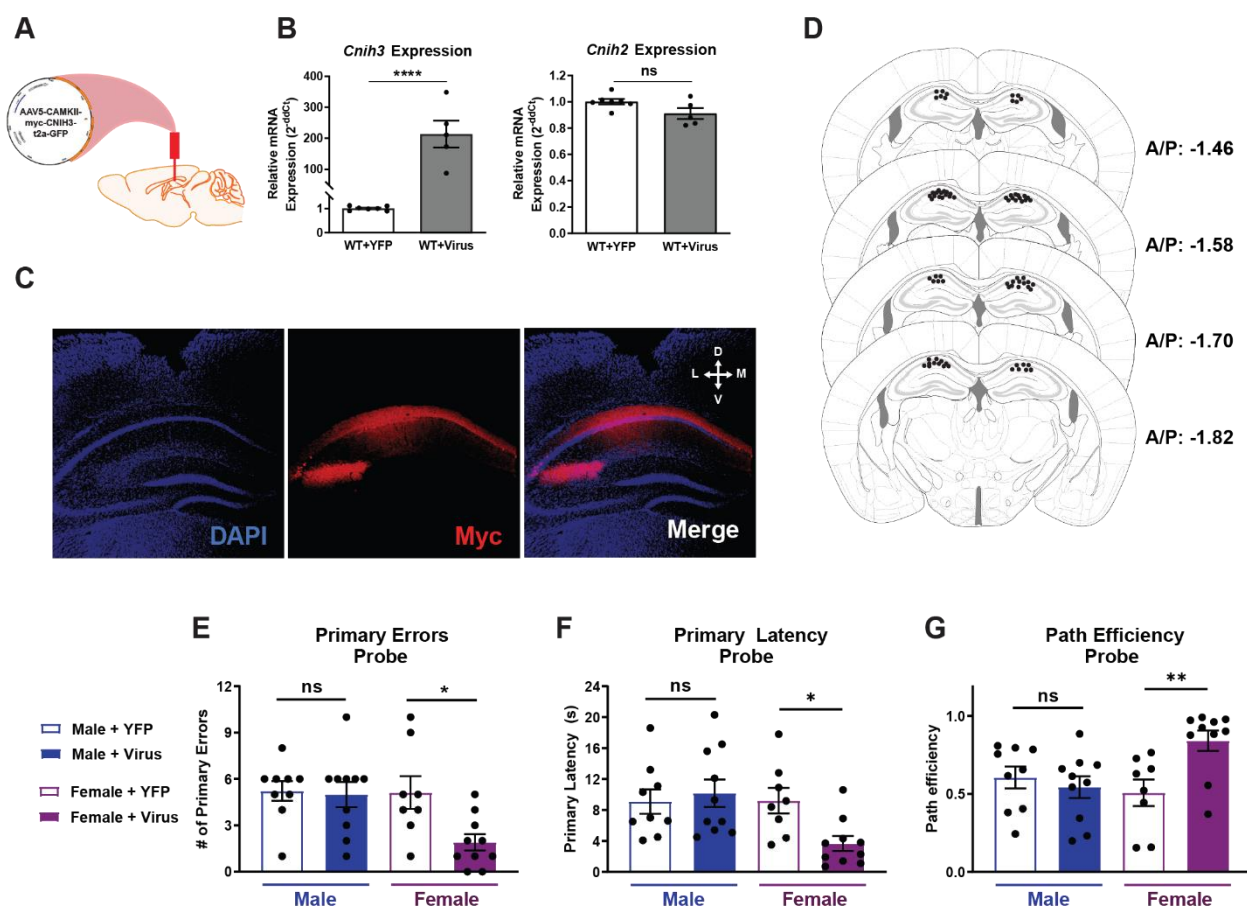 A
AAV5-CAMKII-
myc-CNIH3-
t2a-GFP
B
Cnih3 Expression
****
Relative mRNA
Expression (2^-ddCt)
400
300
200
100
1
0
WT+YFP
WT+Virus
Cnih2 Expression
ns
Relative mRNA
Expression (2^-ddCt)
1.2
1.0
0.8
0.6
0.4
0.2
0.0
WT+YFP
WT+Virus
C
DAPI
Myc
Merge
D
L
M
V
D
A/P: -1.46
A/P: -1.58
A/P: -1.70
A/P: -1.82
Male + YFP
Male + Virus
Female + YFP
Female + Virus
E
Primary Errors
Probe
ns
*
# of Primary Errors
12
9
6
3
0
Male
Female
F
Primary Latency
Probe
ns
*
Primary Latency (s)
24
20
16
12
8
4
0
Male
Female
G
Path Efficiency
Probe
ns
**
Path efficiency
1.0
0.5
0.0
Male
Female